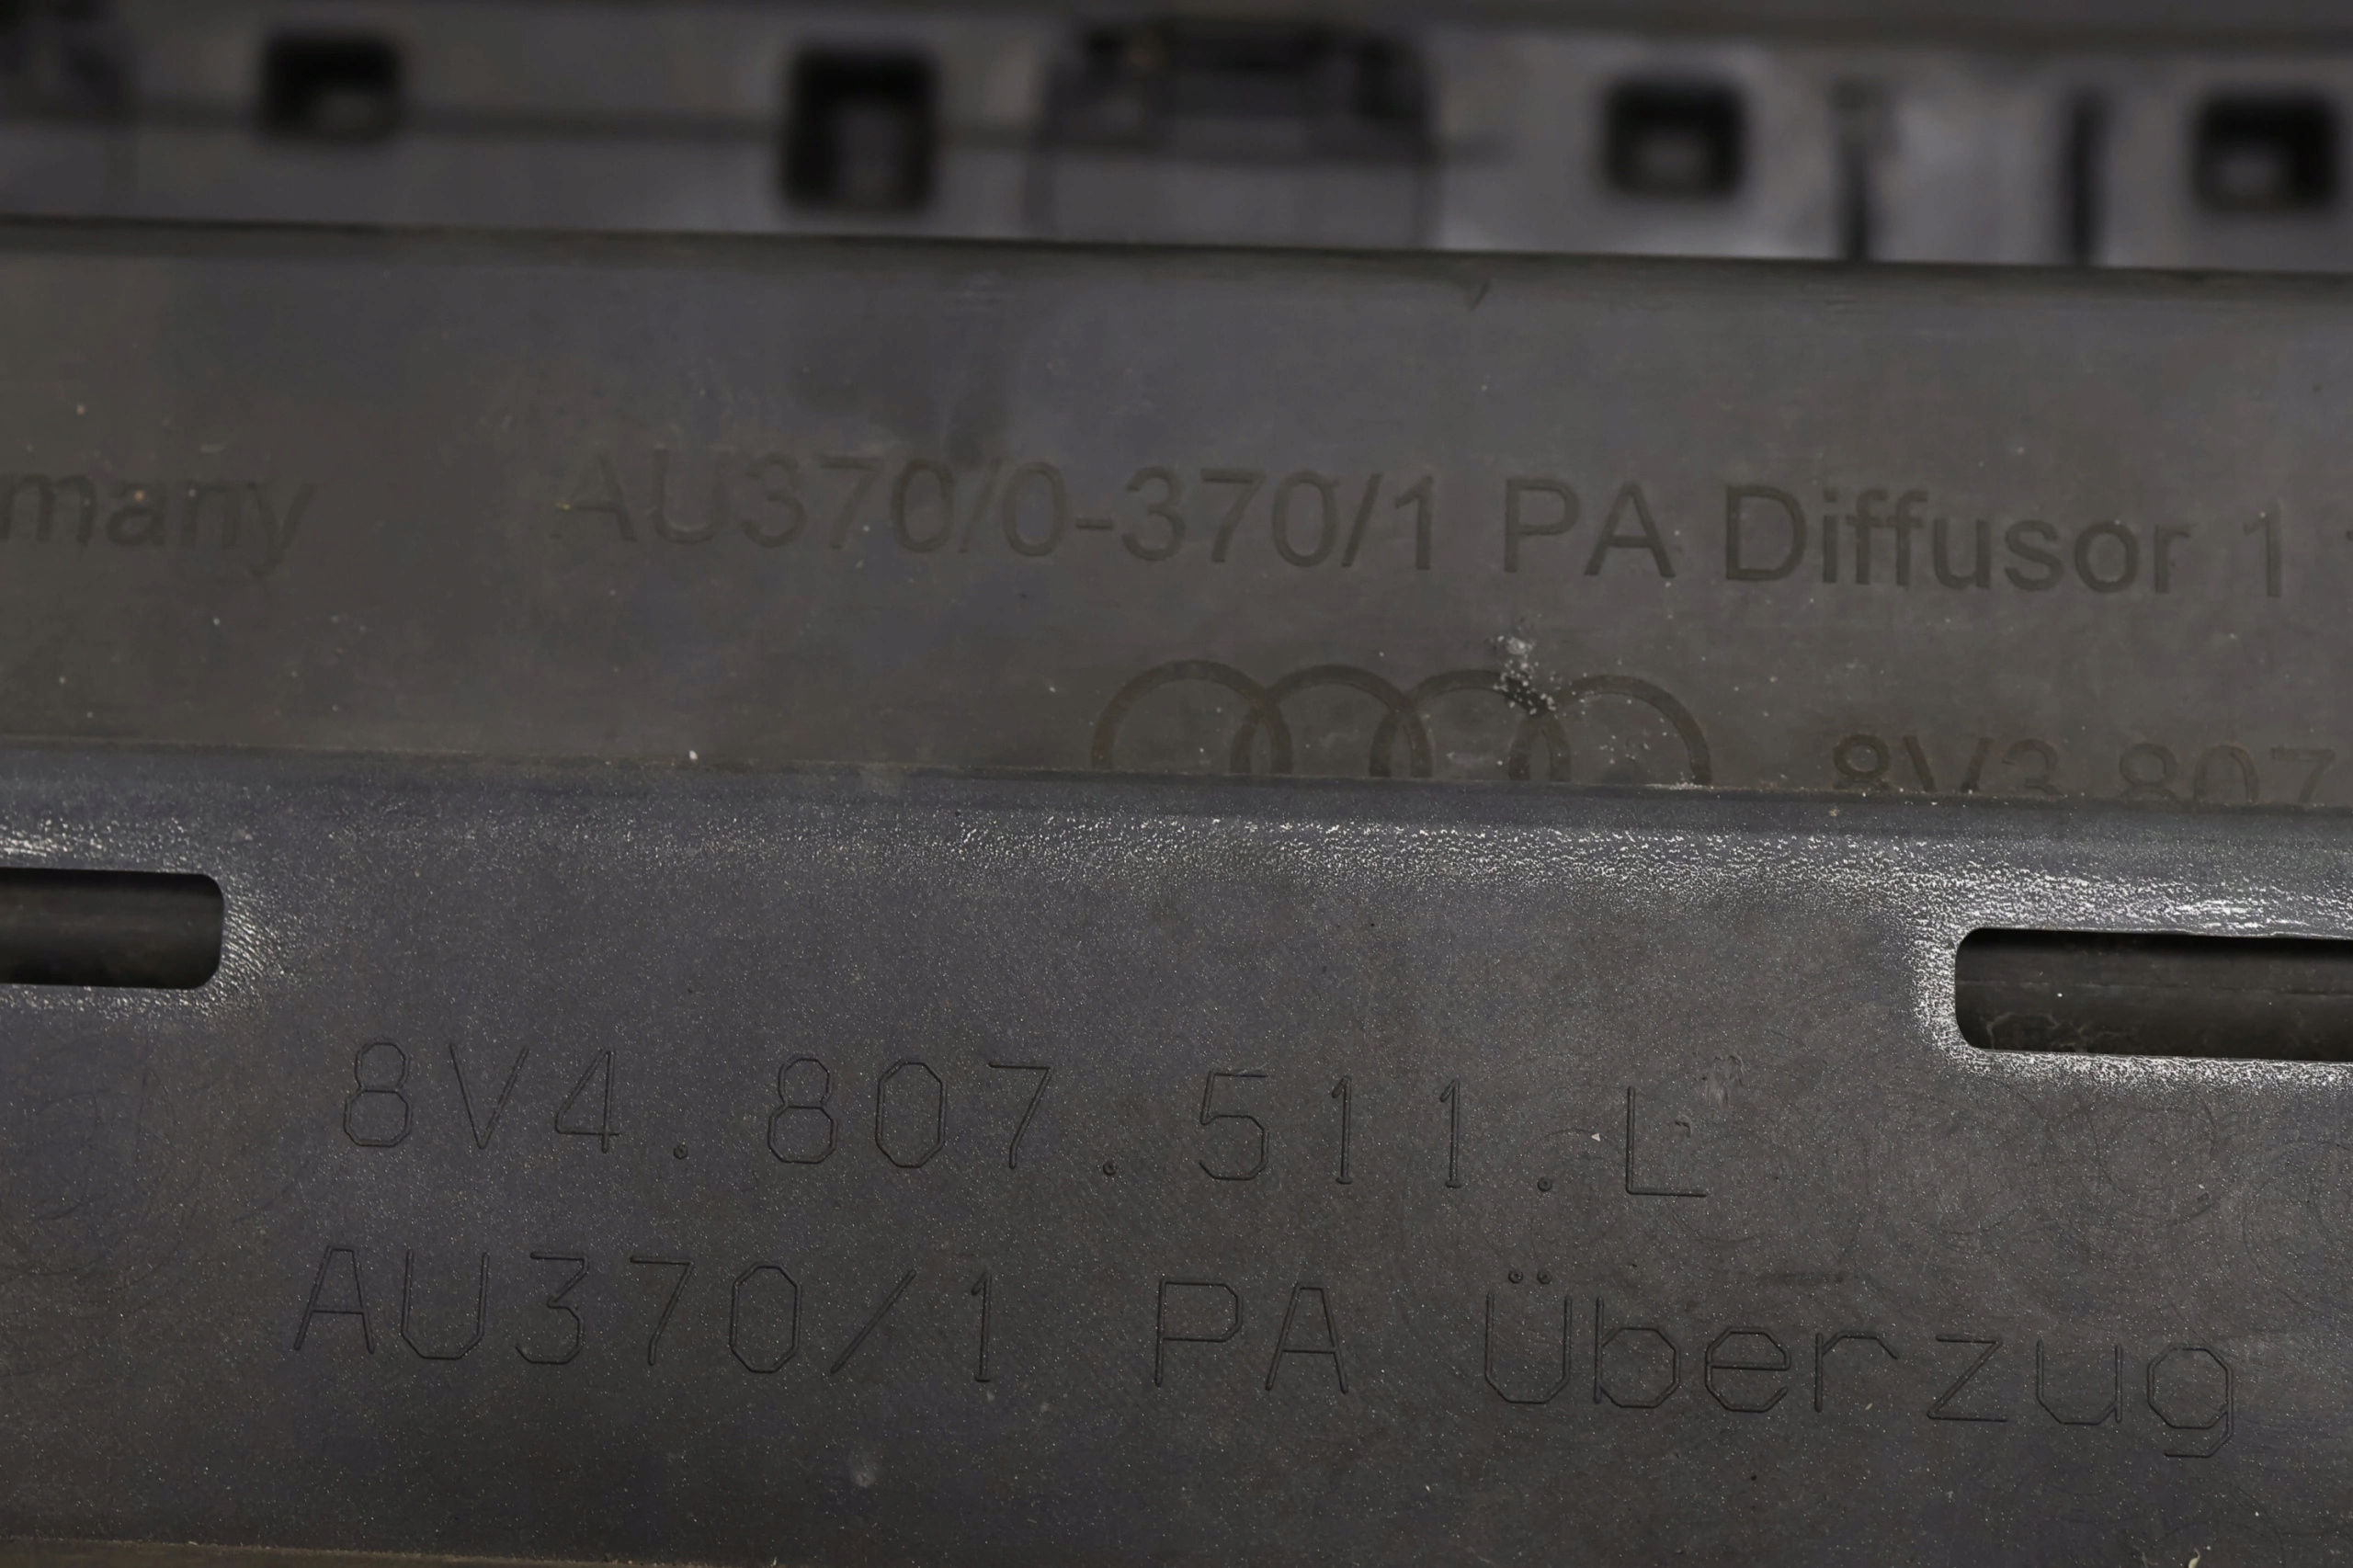 many AU370/0-370/1 PA Diffusor 1
8V3 807
8V4.807.511.L
AU370/1 PA Überzug